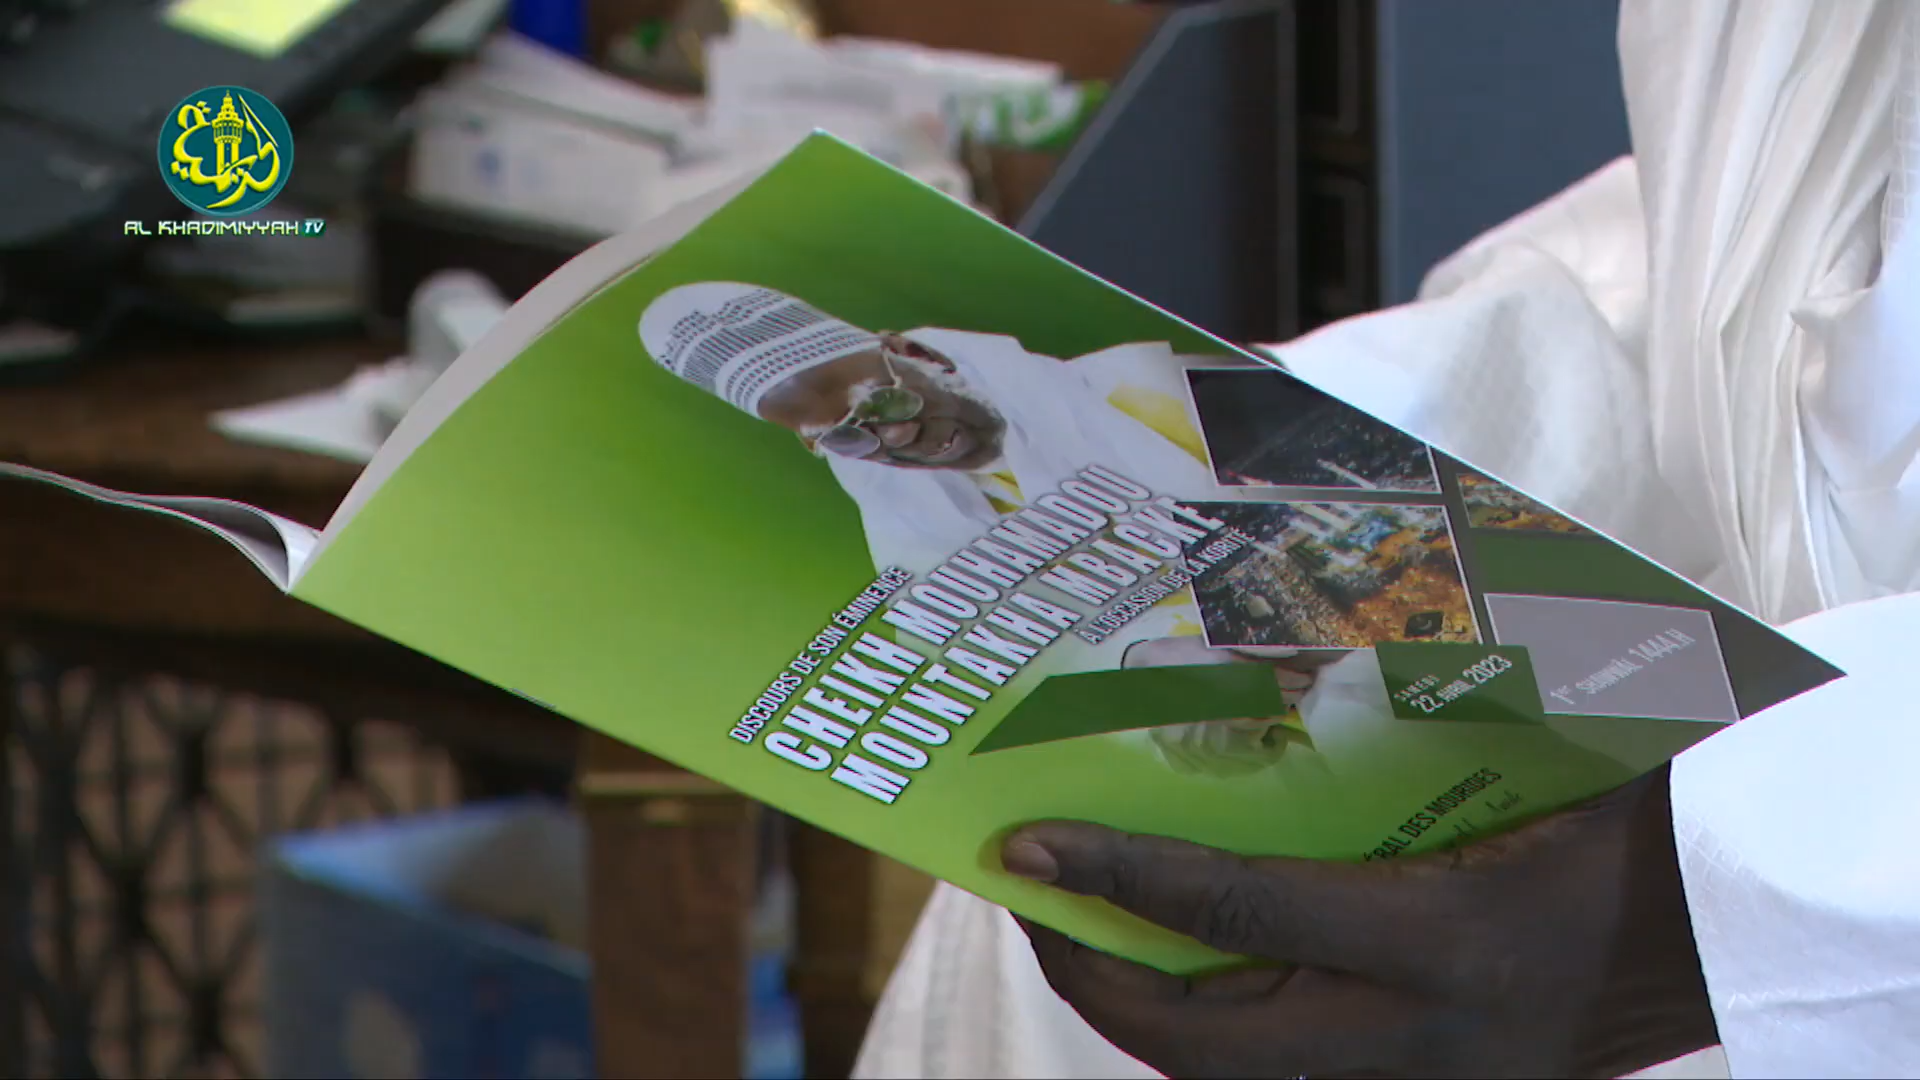 AL KHADIMIYYAH TV
DISCOURS DE SON ÉMINENCE
CHEIKH MOUHAMADOU
MOUNTAKHA MBACKE
À L'OCCASION DE LA KORITÉ
SAMEDI
22 AVRIL 2023
1er SHAWWÂL 1444.H
DES MOURIDES